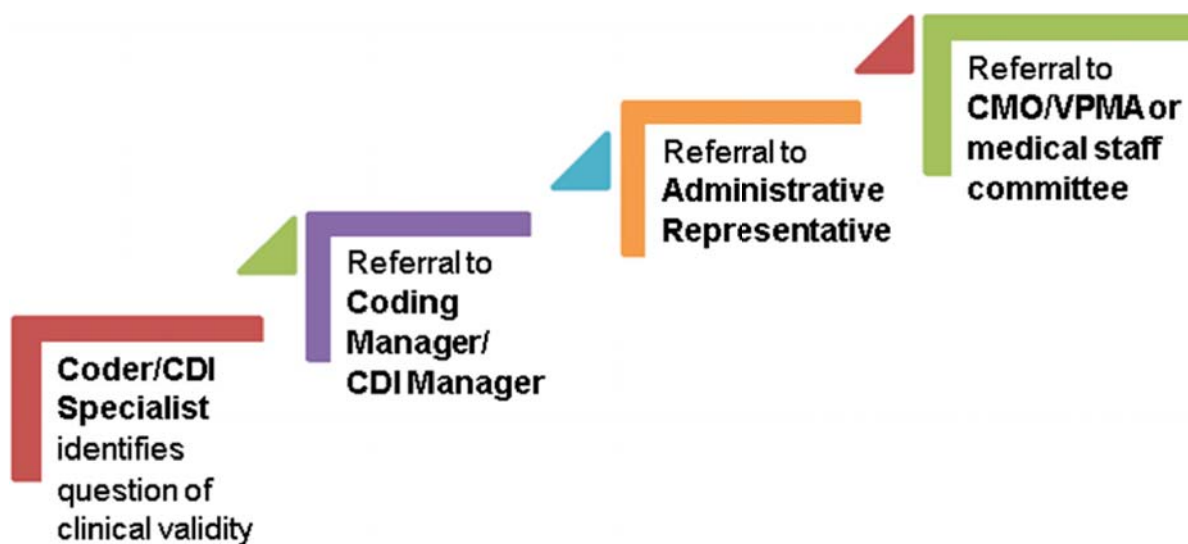 Coder/CDI
Specialist
identifies
question of
clinical validity
Referral to
Coding
Manager/
CDI Manager
Referral to
Administrative
Representative
Referral to
CMO/VPMA or
medical staff
committee